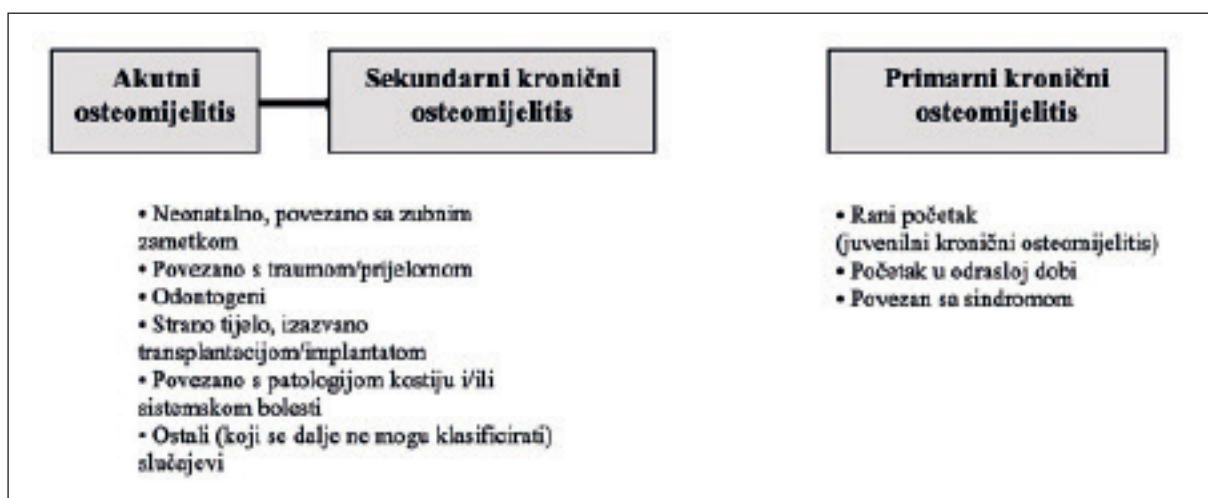 Akutni
osteomijelitis
Sekundarni kronični
osteomijelitis
Primarni kronični
osteomijelitis
• Neonatalno, povezano sa zubnim
zametkom
• Povezano s traumom/prijelomom
• Odontogeni
• Strano tijelo, izazvano
transplantacijom/implantatom
• Povezano s patologijom kostiju i/ili
sistemskom bolesti
• Ostali (koji se dalje ne mogu klasificirati)
slučajevi
• Rani početak
(juvenilni kronični osteomijelitis)
• Početak u odrasloj dobi
• Povezan sa sindromom